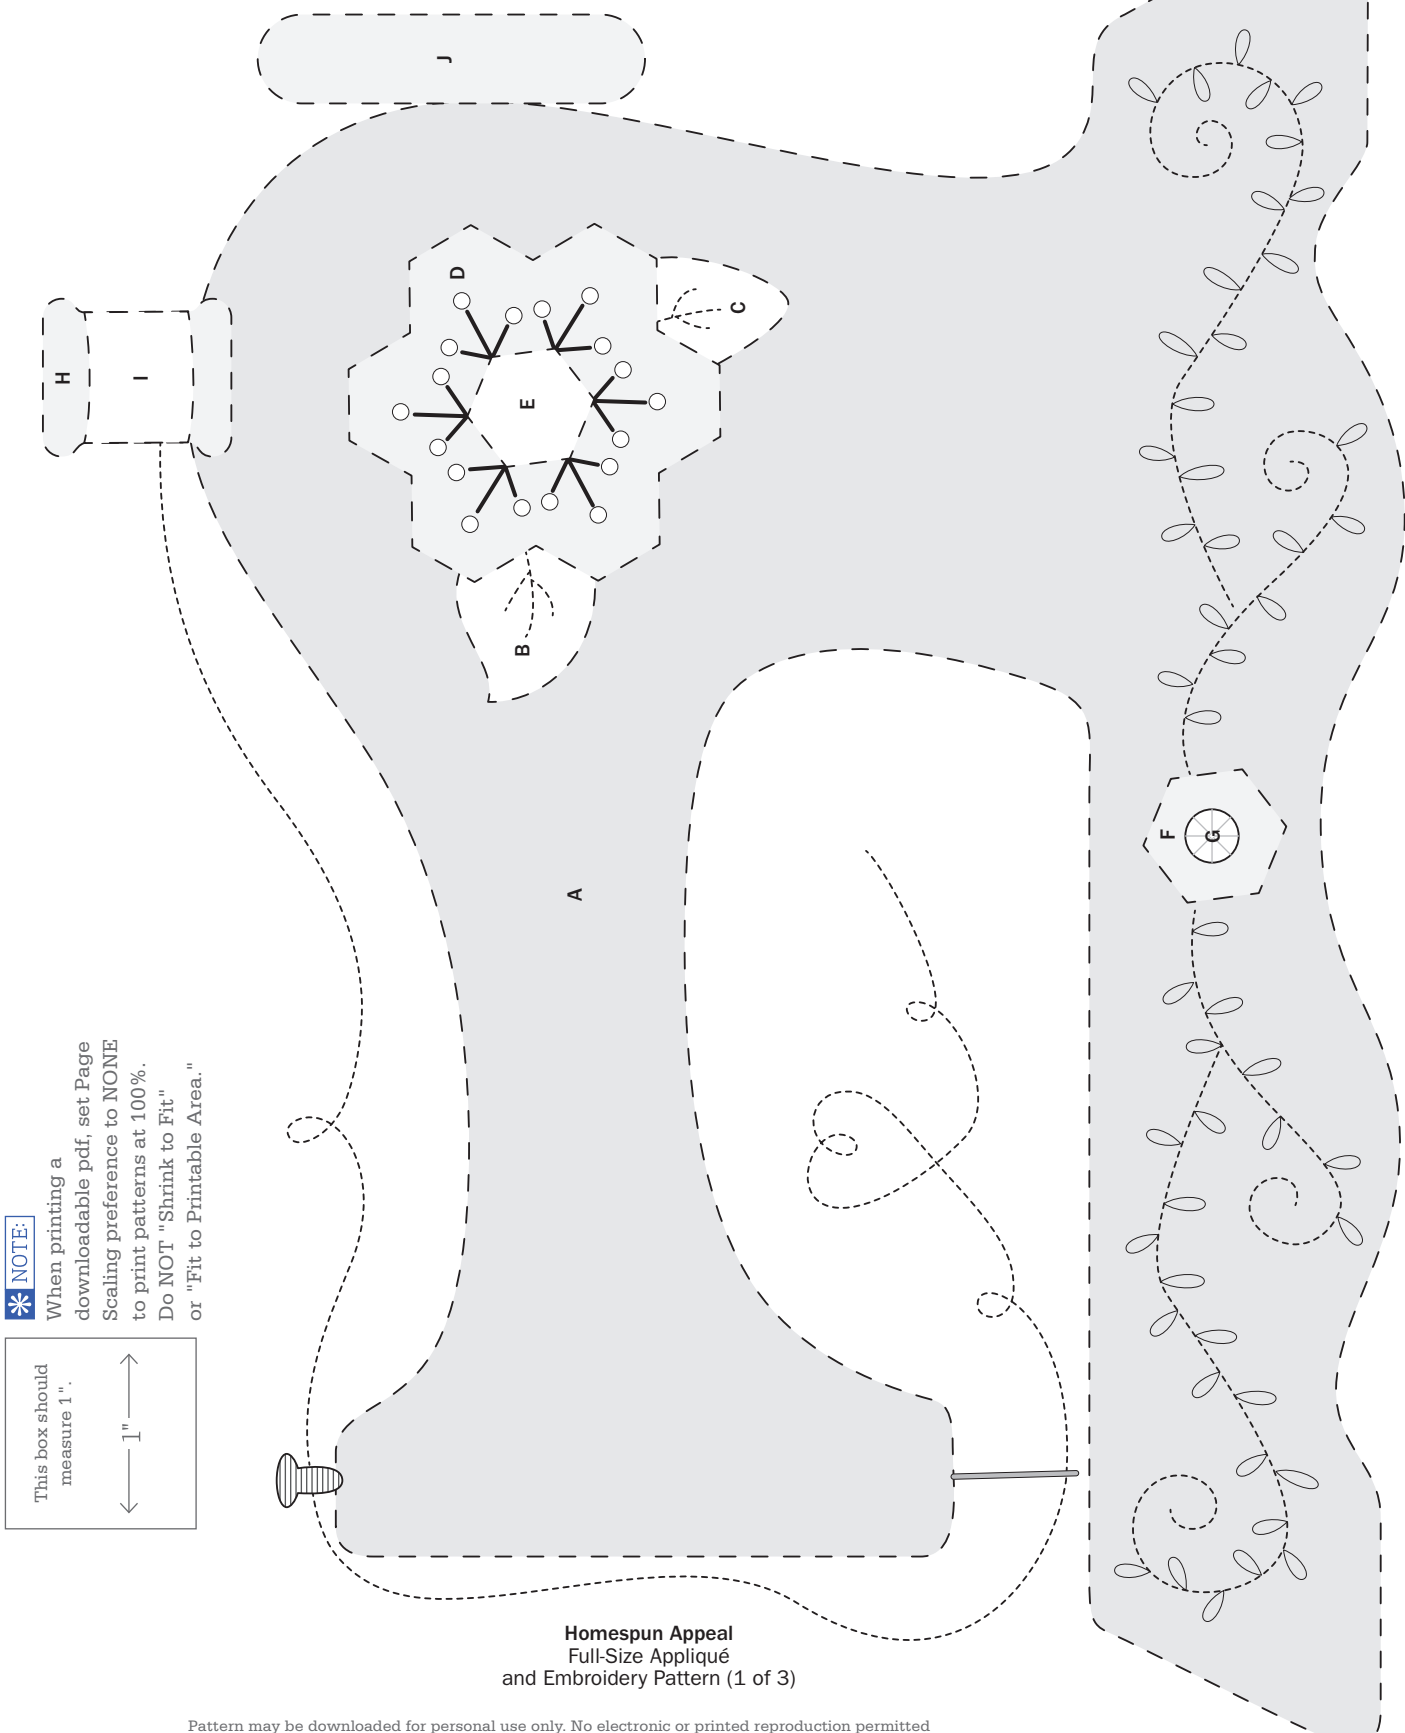 J
D
C
H
I
E
B
A
F
G
✻ NOTE:
When printing a
downloadable pdf, set Page
Scaling preference to NONE
to print patterns at 100%.
Do NOT "Shrink to Fit"
or "Fit to Printable Area."
This box should
measure 1".
1"
Homespun Appeal
Full-Size Appliqué
and Embroidery Pattern (1 of 3)
Pattern may be downloaded for personal use only. No electronic or printed reproduction permitted